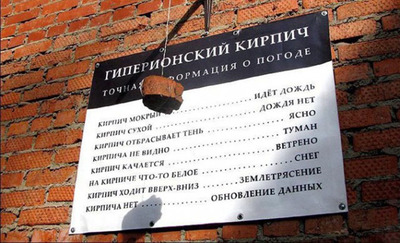 ГИПЕРИОНСКИЙ КИРПИЧ
ТОЧНАЯ ИНФОРМАЦИЯ О ПОГОДЕ
КИРПИЧ МОКРЫЙ ИДЁТ ДОЖДЬ
КИРПИЧ СУХОЙ ДОЖДЯ НЕТ
КИРПИЧ ОТБРАСЫВАЕТ ТЕНЬ ЯСНО
КИРПИЧА НЕ ВИДНО ТУМАН
КИРПИЧ КАЧАЕТСЯ ВЕТРЕНО
НА КИРПИЧЕ ЧТО-ТО БЕЛОЕ СНЕГ
КИРПИЧ ХОДИТ ВВЕРХ-ВНИЗ ЗЕМЛЕТРЯСЕНИЕ
КИРПИЧА НЕТ ОБНОВЛЕНИЕ ДАННЫХ